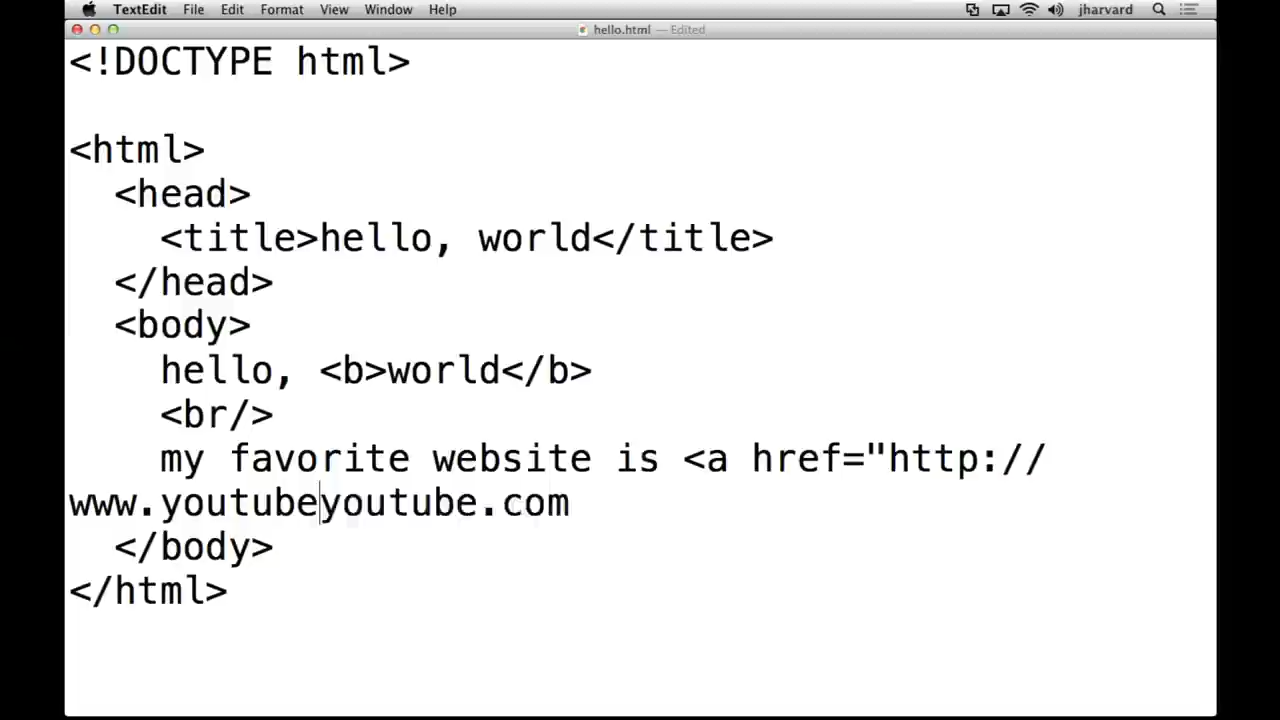 TextEdit File Edit Format View Window Help jharvard
hello.html — Edited
<!DOCTYPE html>
<html>
<head>
<title>hello, world</title>
</head>
<body>
hello, <b>world</b>
<br/>
my favorite website is <a href="http://
www.youtubeyoutube.com
</body>
</html>